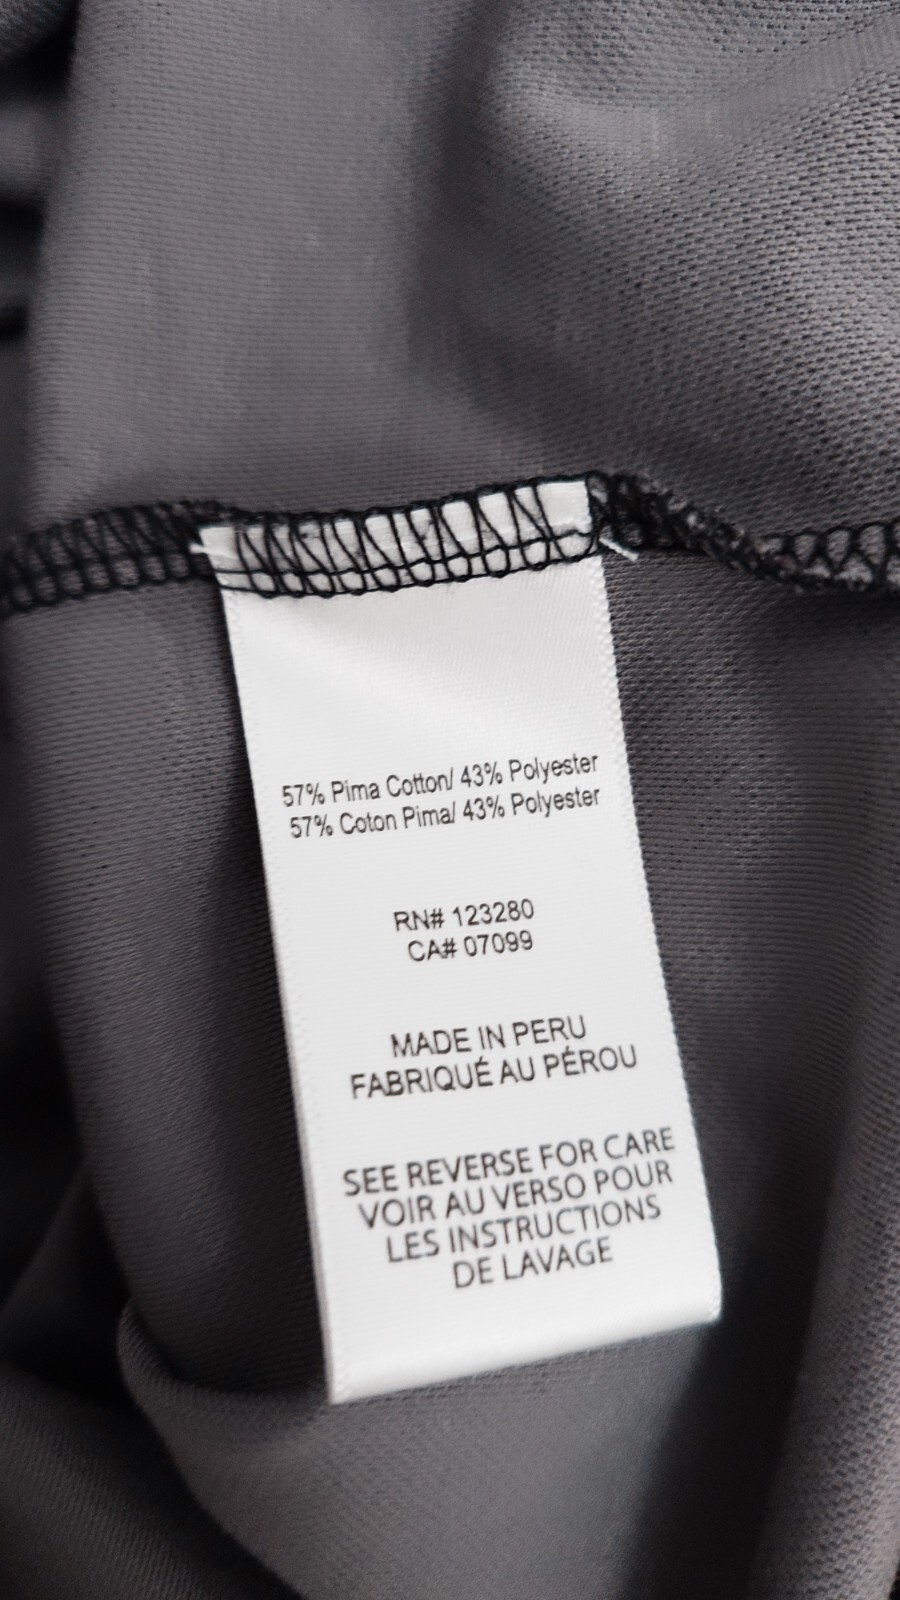 57% Pima Cotton/ 43% Polyester
57% Coton Pima/ 43% Polyester
RN# 123280
CA# 07099
MADE IN PERU
FABRIQUÉ AU PÉROU
SEE REVERSE FOR CARE
VOIR AU VERSO POUR
LES INSTRUCTIONS
DE LAVAGE